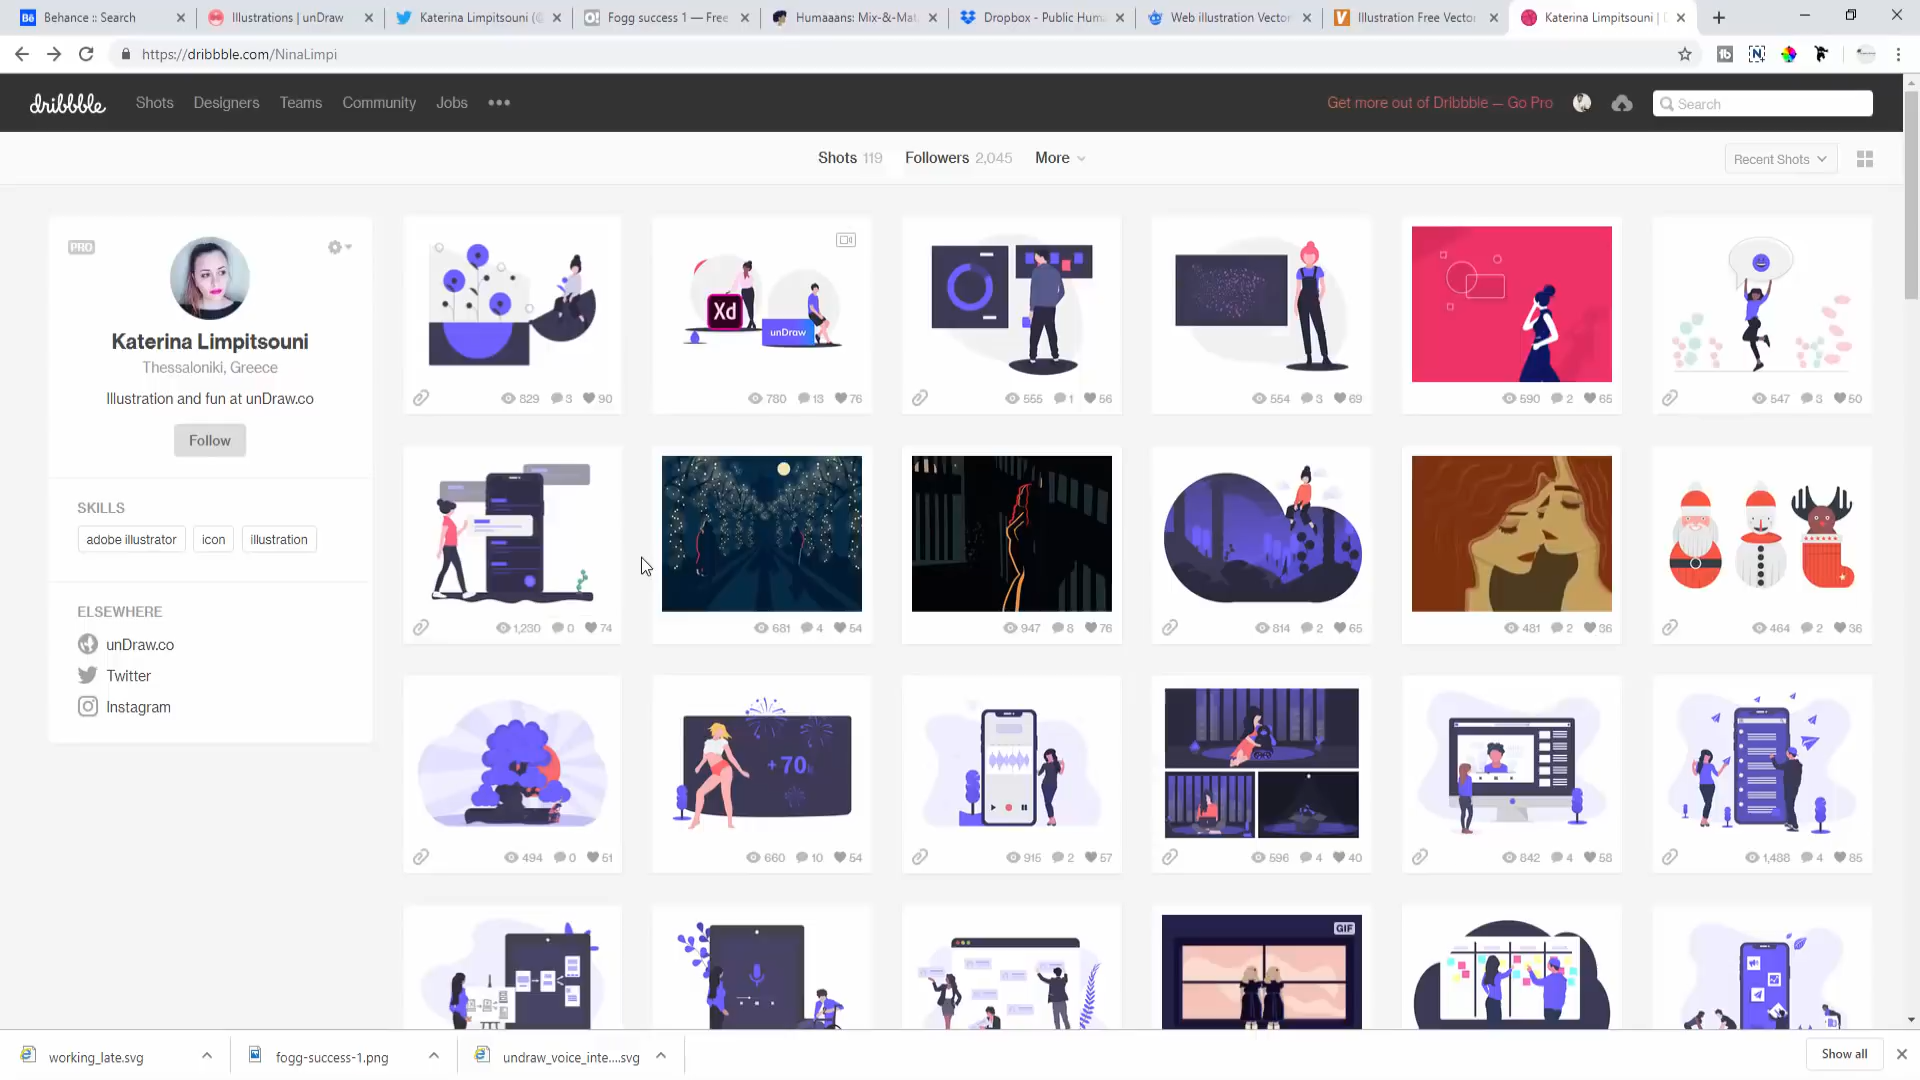 Behance :: Search
Illustrations | unDraw
Katerina Limpitsouni (
Fogg success 1 — Free
Humaaans: Mix-&-Mat
Dropbox - Public Huma
Web illustration Vector
Illustration Free Vector
Katerina Limpitsouni |
https://dribbble.com/NinaLimpi
dribbble
Shots
Designers
Teams
Community
Jobs
Get more out of Dribbble — Go Pro
Search
Shots 119
Followers 2,045
More
Recent Shots
PRO
Katerina Limpitsouni
Thessaloniki, Greece
Illustration and fun at unDraw.co
Follow
SKILLS
adobe illustrator
icon
illustration
ELSEWHERE
unDraw.co
Twitter
Instagram
Xd
unDraw
829 3 90
780 13 76
555 1 56
554 3 69
590 2 65
547 3 50
1,230 0 74
681 4 54
947 8 76
814 2 65
481 2 36
464 2 36
+ 70k
494 0 51
660 10 54
915 2 57
596 4 40
842 4 58
1,488 4 85
GIF
working_late.svg
fogg-success-1.png
undraw_voice_inte....svg
Show all